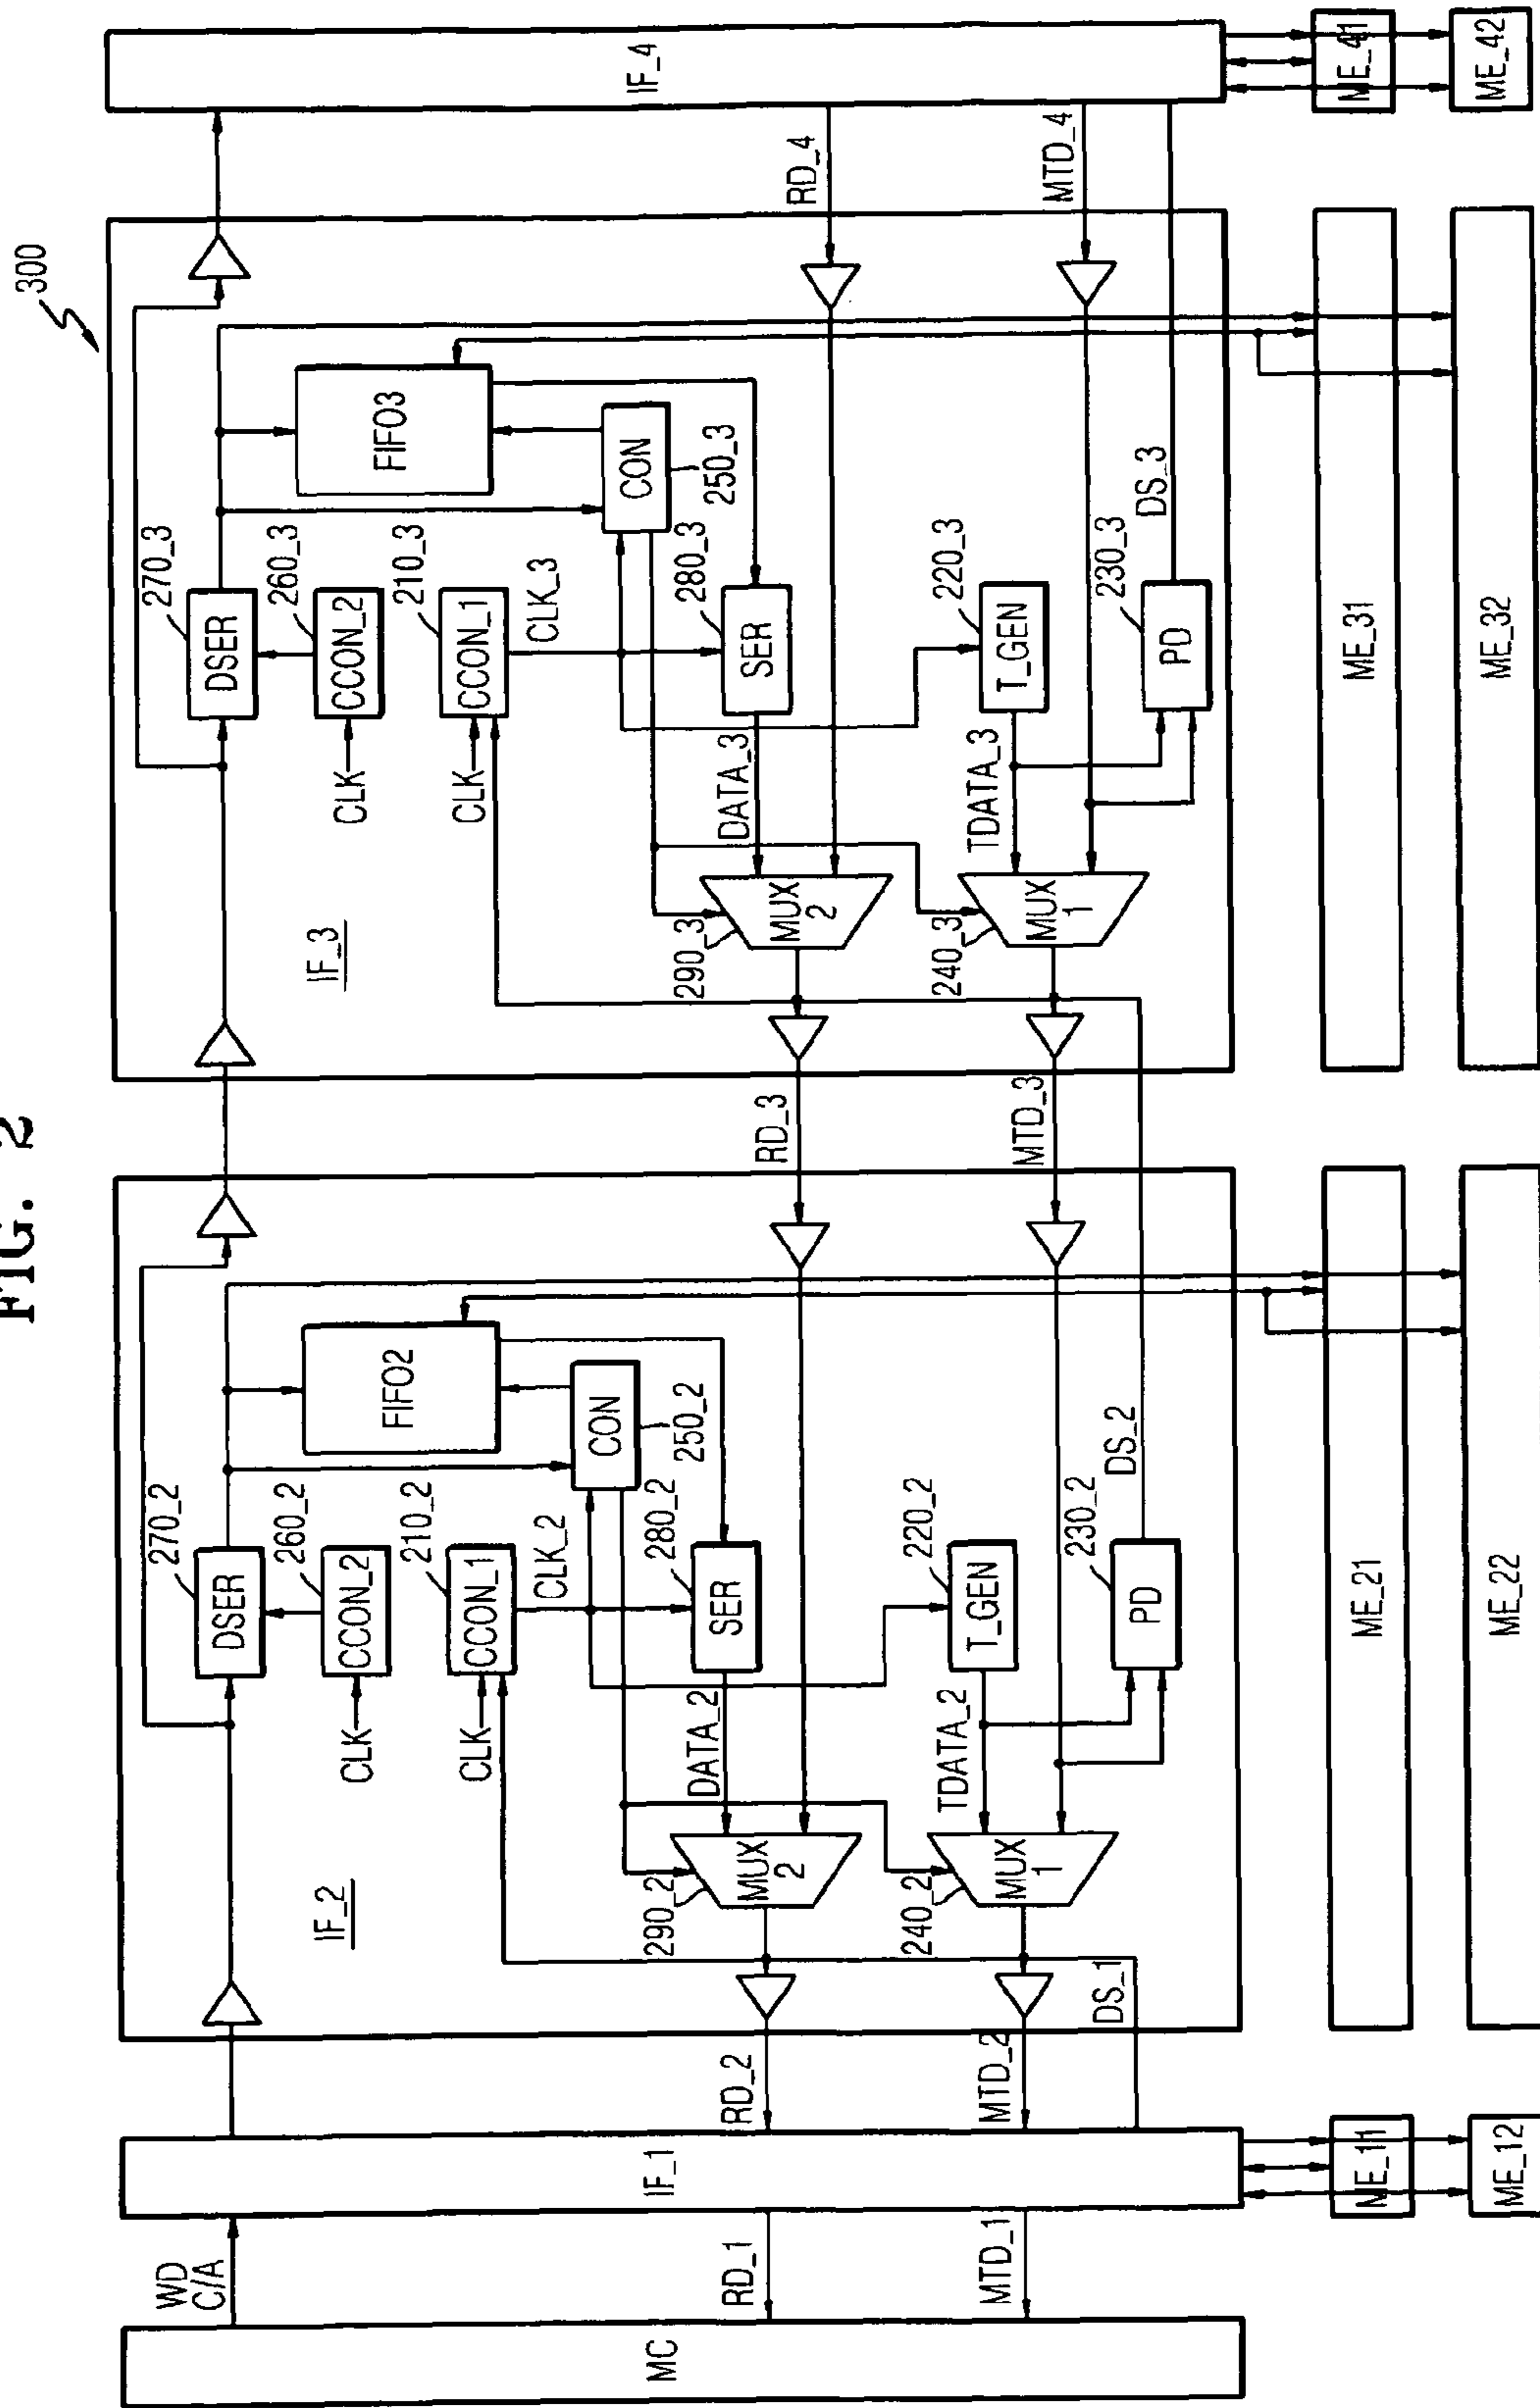 FIG. 2
300
MC
WD
C/A
RD_1
MTD_1
IF_1
ME_11
ME_12
RD_2
MTD_2
DS_1
IF_2
DSER
270_2
CCON_2
260_2
CLK
CCON_1
210_2
CLK
CLK_2
FIFO2
CON
250_2
SER
280_2
DATA_2
MUX
2
290_2
T_GEN
220_2
TDATA_2
MUX
1
240_2
PD
230_2
DS_2
ME_21
ME_22
RD_3
MTD_3
IF_3
DSER
270_3
CCON_2
260_3
CLK
CCON_1
210_3
CLK
CLK_3
FIFO3
CON
250_3
SER
280_3
DATA_3
MUX
2
290_3
T_GEN
220_3
TDATA_3
MUX
1
240_3
PD
230_3
DS_3
ME_31
ME_32
RD_4
MTD_4
IF_4
ME_41
ME_42